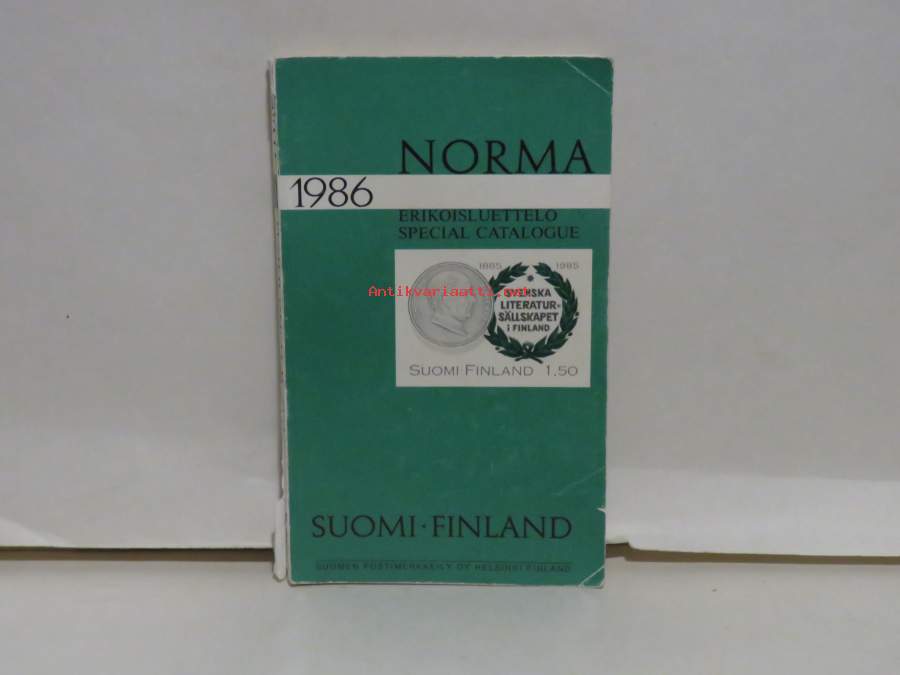 NORMA
1986
ERIKOISLUETTELO
SPECIAL CATALOGUE
1885 1985
Antikvariaatti.net
SVENSKA
LITERATUR-
SÄLLSKAPET
i FINLAND
SUOMI FINLAND 1.50
SUOMI·FINLAND
SUOMEN POSTIMERKKEILY OY HELSINKI FINLAND